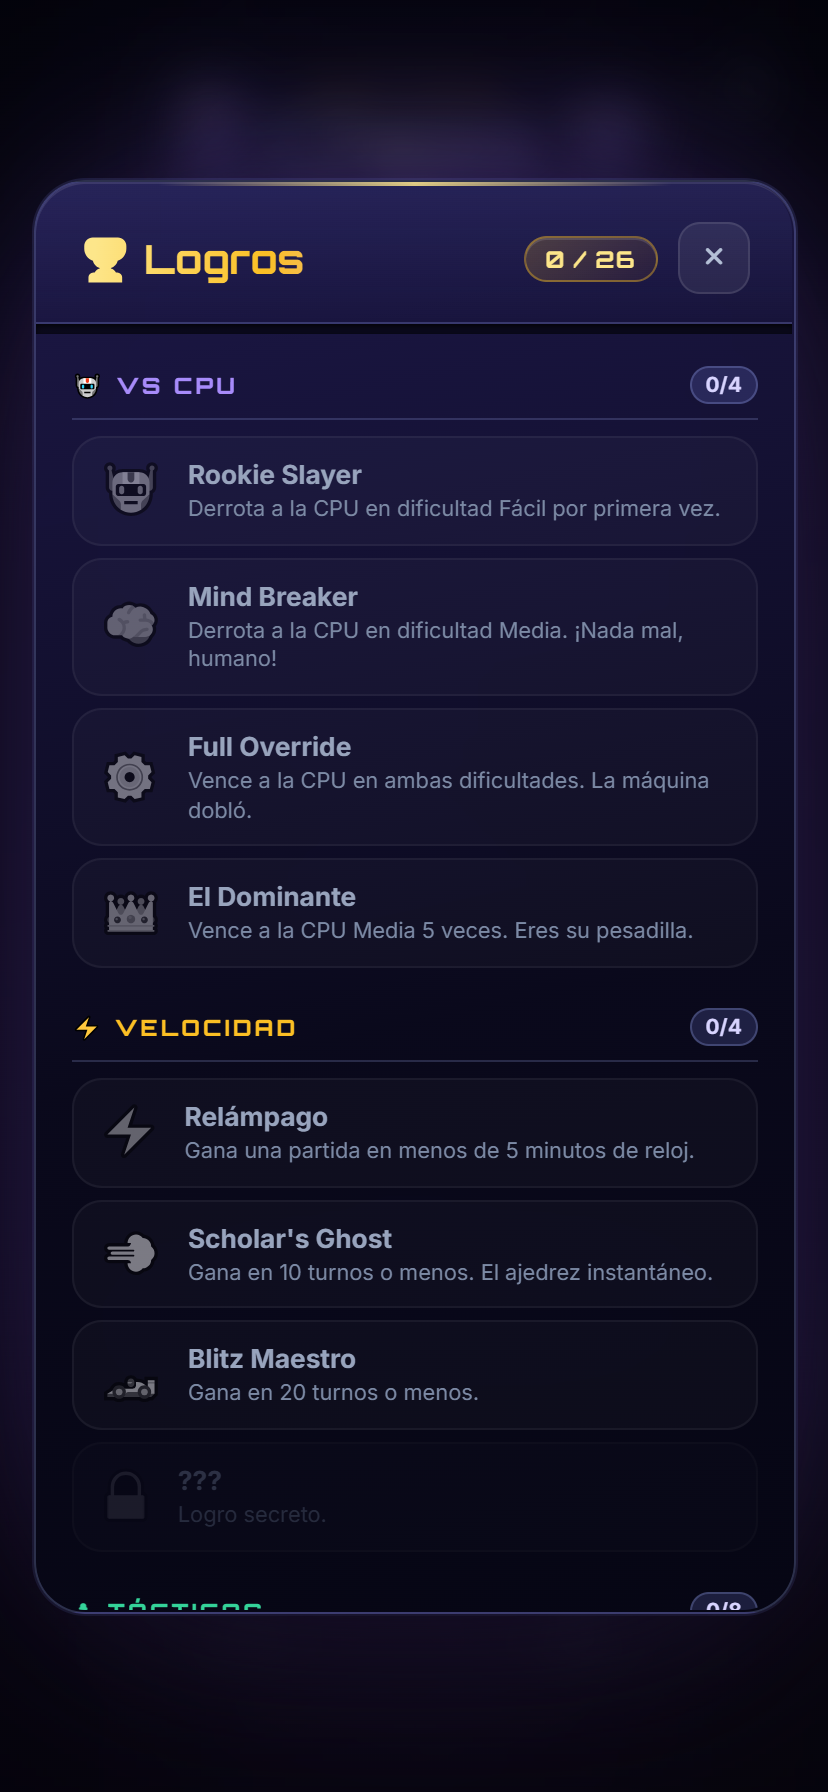 Logros
0 / 26
VS CPU
0/4
Rookie Slayer
Derrota a la CPU en dificultad Fácil por primera vez.
Mind Breaker
Derrota a la CPU en dificultad Media. ¡Nada mal,
humano!
Full Override
Vence a la CPU en ambas dificultades. La máquina
dobló.
El Dominante
Vence a la CPU Media 5 veces. Eres su pesadilla.
VELOCIDAD
0/4
Relámpago
Gana una partida en menos de 5 minutos de reloj.
Scholar's Ghost
Gana en 10 turnos o menos. El ajedrez instantáneo.
Blitz Maestro
Gana en 20 turnos o menos.
???
Logro secreto.